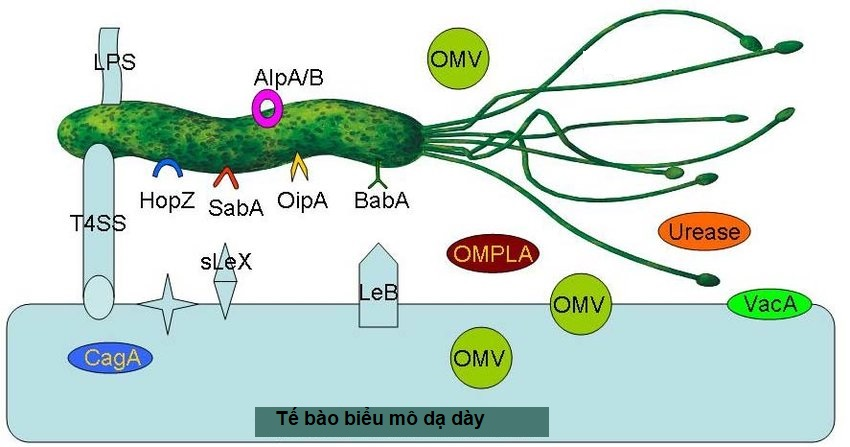 LPS
OMV
AlpA/B
HopZ
SabA
OipA
BabA
T4SS
Urease
sLeX
OMPLA
LeB
OMV
VacA
CagA
OMV
Tế bào biểu mô dạ dày